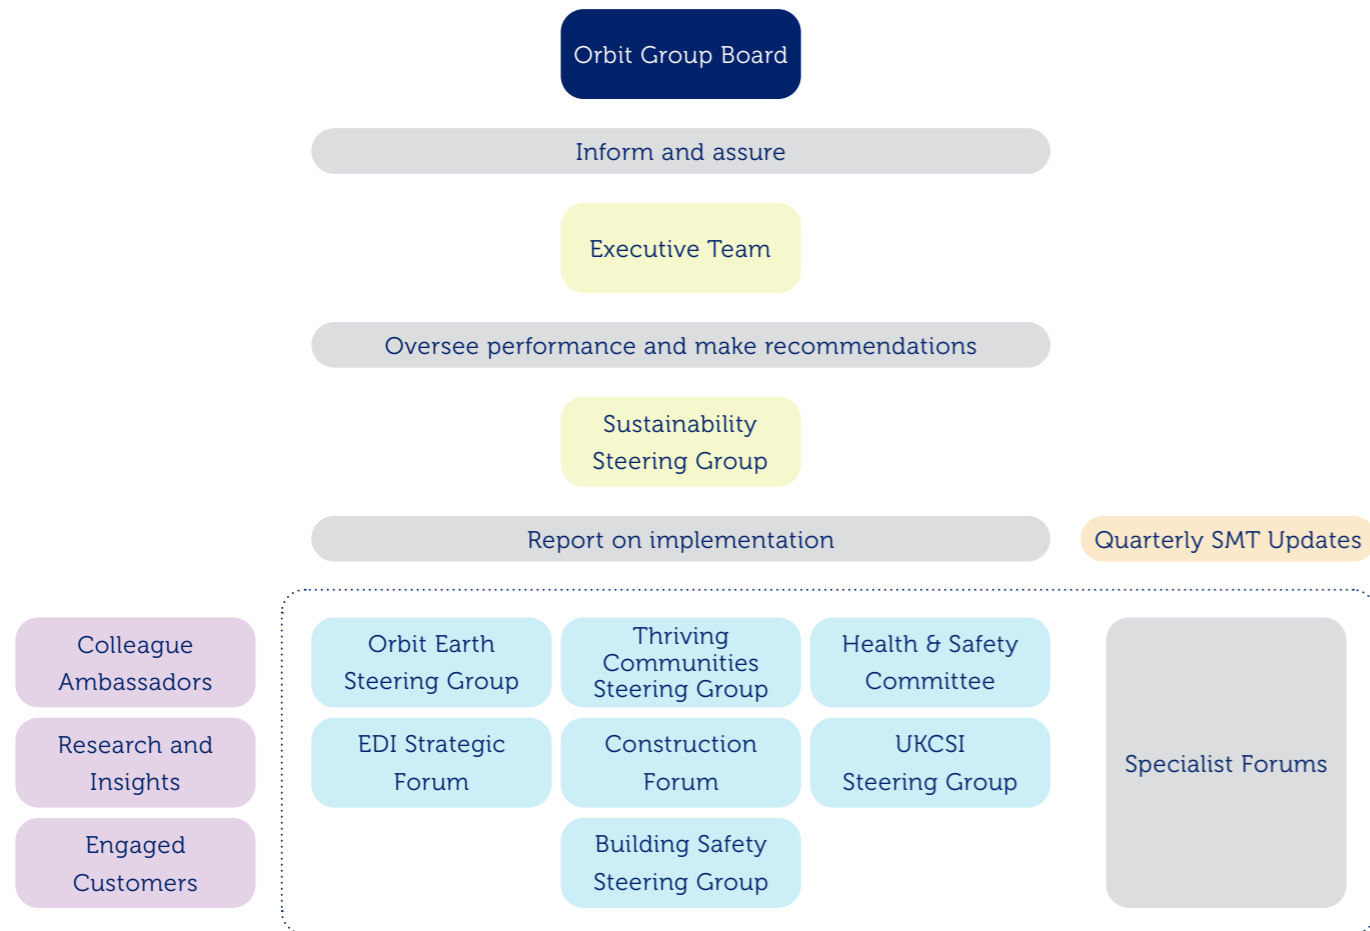 Orbit Group Board
Inform and assure
Executive Team
Oversee performance and make recommendations
Sustainability
Steering Group
Report on implementation
Quarterly SMT Updates
Colleague
Ambassadors
Research and
Insights
Engaged
Customers
Orbit Earth
Steering Group
Thriving
Communities
Steering Group
Health & Safety
Committee
EDI Strategic
Forum
Construction
Forum
UKCSI
Steering Group
Building Safety
Steering Group
Specialist Forums